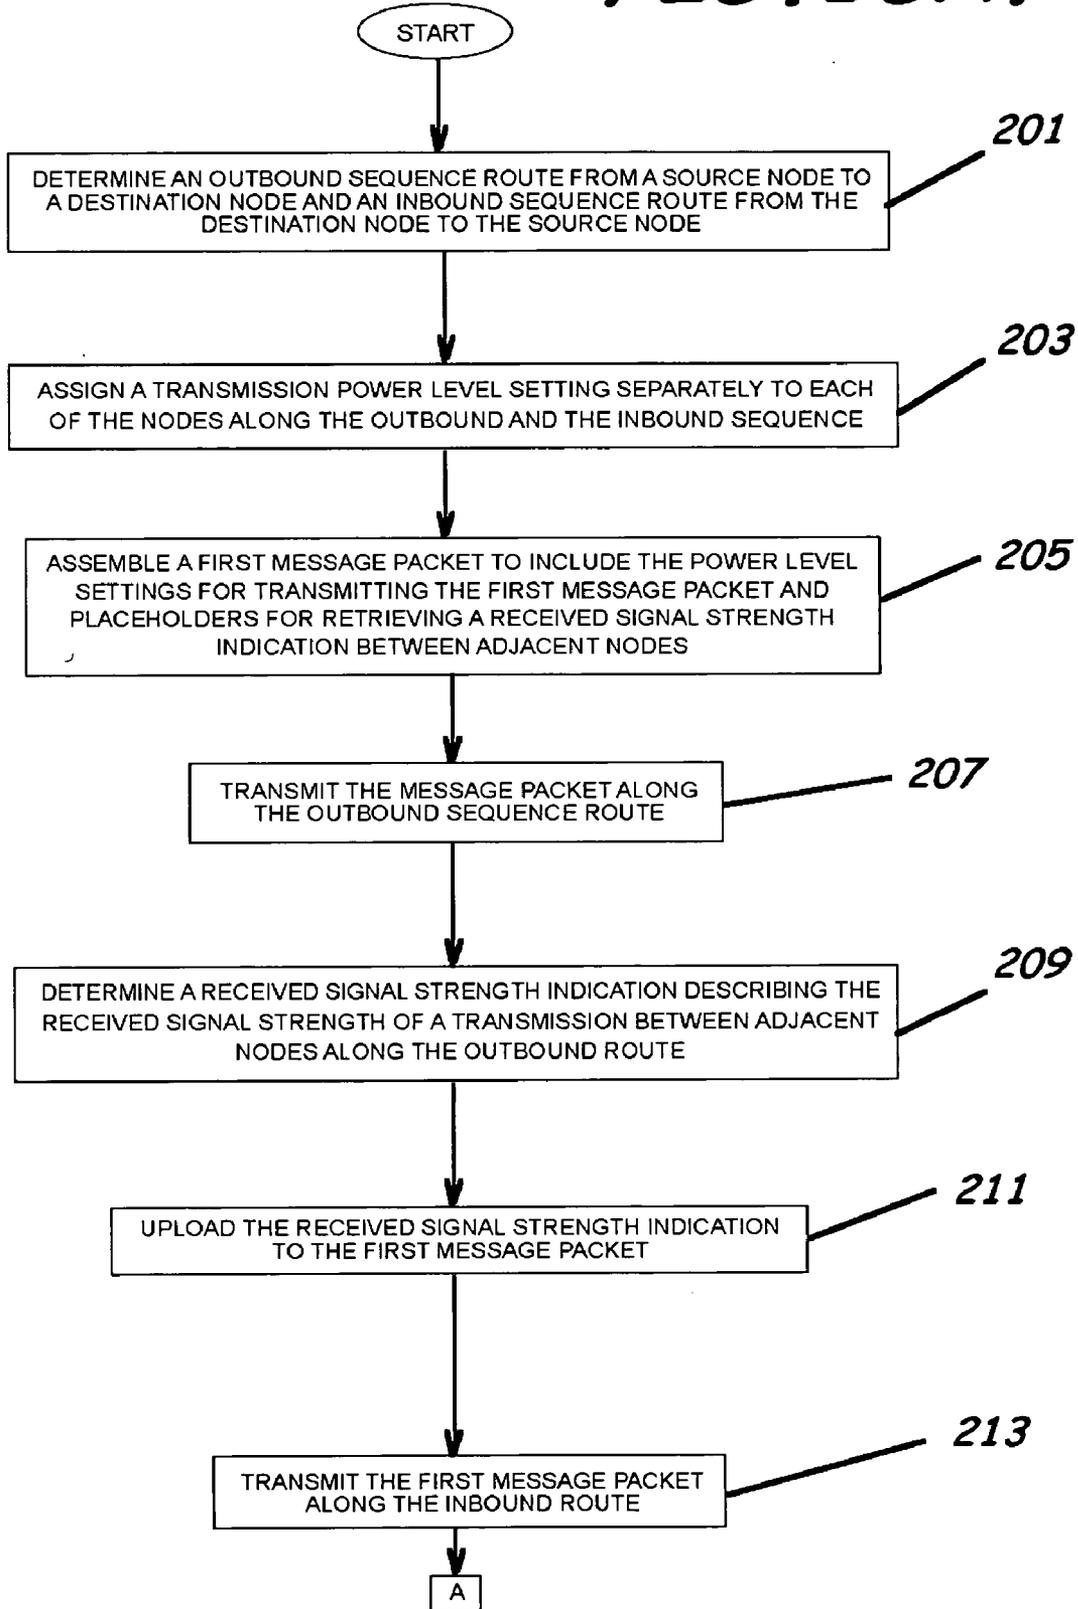 START
201
DETERMINE AN OUTBOUND SEQUENCE ROUTE FROM A SOURCE NODE TO
A DESTINATION NODE AND AN INBOUND SEQUENCE ROUTE FROM THE
DESTINATION NODE TO THE SOURCE NODE
203
ASSIGN A TRANSMISSION POWER LEVEL SETTING SEPARATELY TO EACH
OF THE NODES ALONG THE OUTBOUND AND THE INBOUND SEQUENCE
205
ASSEMBLE A FIRST MESSAGE PACKET TO INCLUDE THE POWER LEVEL
SETTINGS FOR TRANSMITTING THE FIRST MESSAGE PACKET AND
PLACEHOLDERS FOR RETRIEVING A RECEIVED SIGNAL STRENGTH
INDICATION BETWEEN ADJACENT NODES
207
TRANSMIT THE MESSAGE PACKET ALONG
THE OUTBOUND SEQUENCE ROUTE
209
DETERMINE A RECEIVED SIGNAL STRENGTH INDICATION DESCRIBING THE
RECEIVED SIGNAL STRENGTH OF A TRANSMISSION BETWEEN ADJACENT
NODES ALONG THE OUTBOUND ROUTE
211
UPLOAD THE RECEIVED SIGNAL STRENGTH INDICATION
TO THE FIRST MESSAGE PACKET
213
TRANSMIT THE FIRST MESSAGE PACKET
ALONG THE INBOUND ROUTE
A